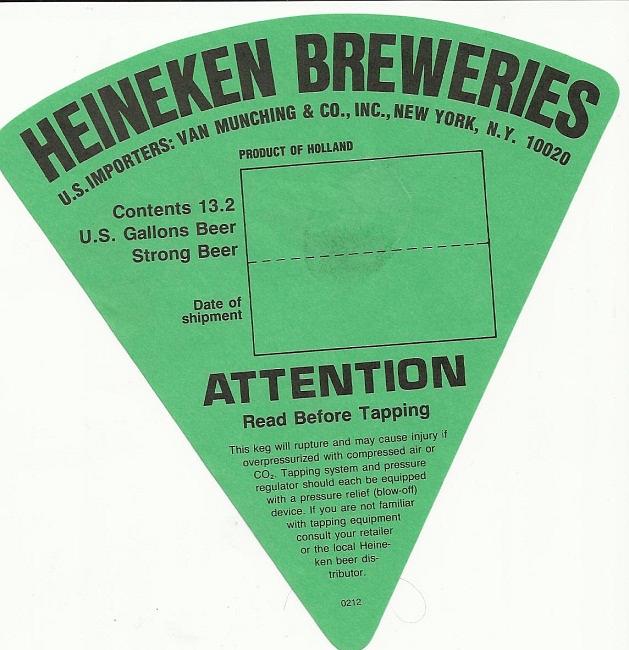 HEINEKEN BREWERIES
U.S. IMPORTERS: VAN MUNCHING & CO., INC., NEW YORK, N.Y. 10020
PRODUCT OF HOLLAND
Contents 13.2
U.S. Gallons Beer
Strong Beer
Date of
shipment
ATTENTION
Read Before Tapping
This keg will rupture and may cause injury if
overpressurized with compressed air or
CO₂. Tapping system and pressure
regulator should each be equipped
with a pressure relief (blow-off)
device. If you are not familiar
with tapping equipment
consult your retailer
or the local Heine-
ken beer dis-
tributor.
0212